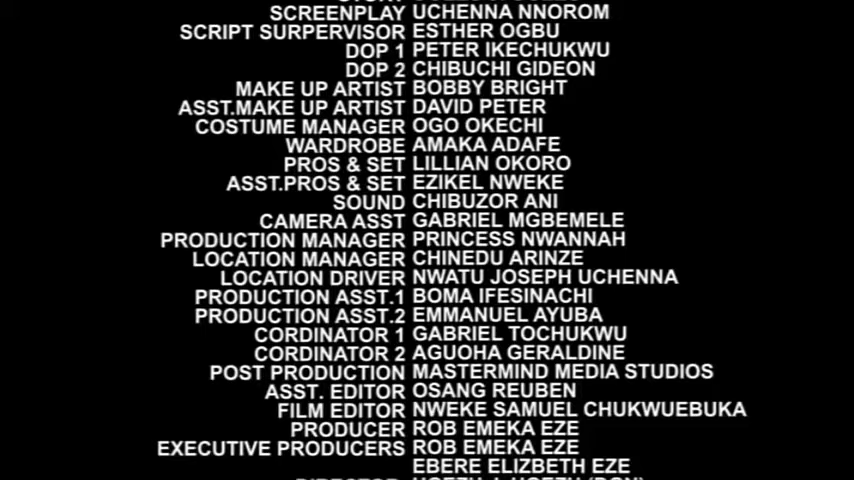 SCREENPLAY UCHENNA NNOROM
SCRIPT SURPERVISOR ESTHER OGBU
DOP 1 PETER IKECHUKWU
DOP 2 CHIBUCHI GIDEON
MAKE UP ARTIST BOBBY BRIGHT
ASST.MAKE UP ARTIST DAVID PETER
COSTUME MANAGER OGO OKECHI
WARDROBE AMAKA ADAFE
PROS & SET LILLIAN OKORO
ASST.PROS & SET EZIKEL NWEKE
SOUND CHIBUZOR ANI
CAMERA ASST GABRIEL MGBEMELE
PRODUCTION MANAGER PRINCESS NWANNAH
LOCATION MANAGER CHINEDU ARINZE
LOCATION DRIVER NWATU JOSEPH UCHENNA
PRODUCTION ASST.1 BOMA IFESINACHI
PRODUCTION ASST.2 EMMANUEL AYUBA
CORDINATOR 1 GABRIEL TOCHUKWU
CORDINATOR 2 AGUOHA GERALDINE
POST PRODUCTION MASTERMIND MEDIA STUDIOS
ASST. EDITOR OSANG REUBEN
FILM EDITOR NWEKE SAMUEL CHUKWUEBUKA
PRODUCER ROB EMEKA EZE
EXECUTIVE PRODUCERS ROB EMEKA EZE
EBERE ELIZBETH EZE